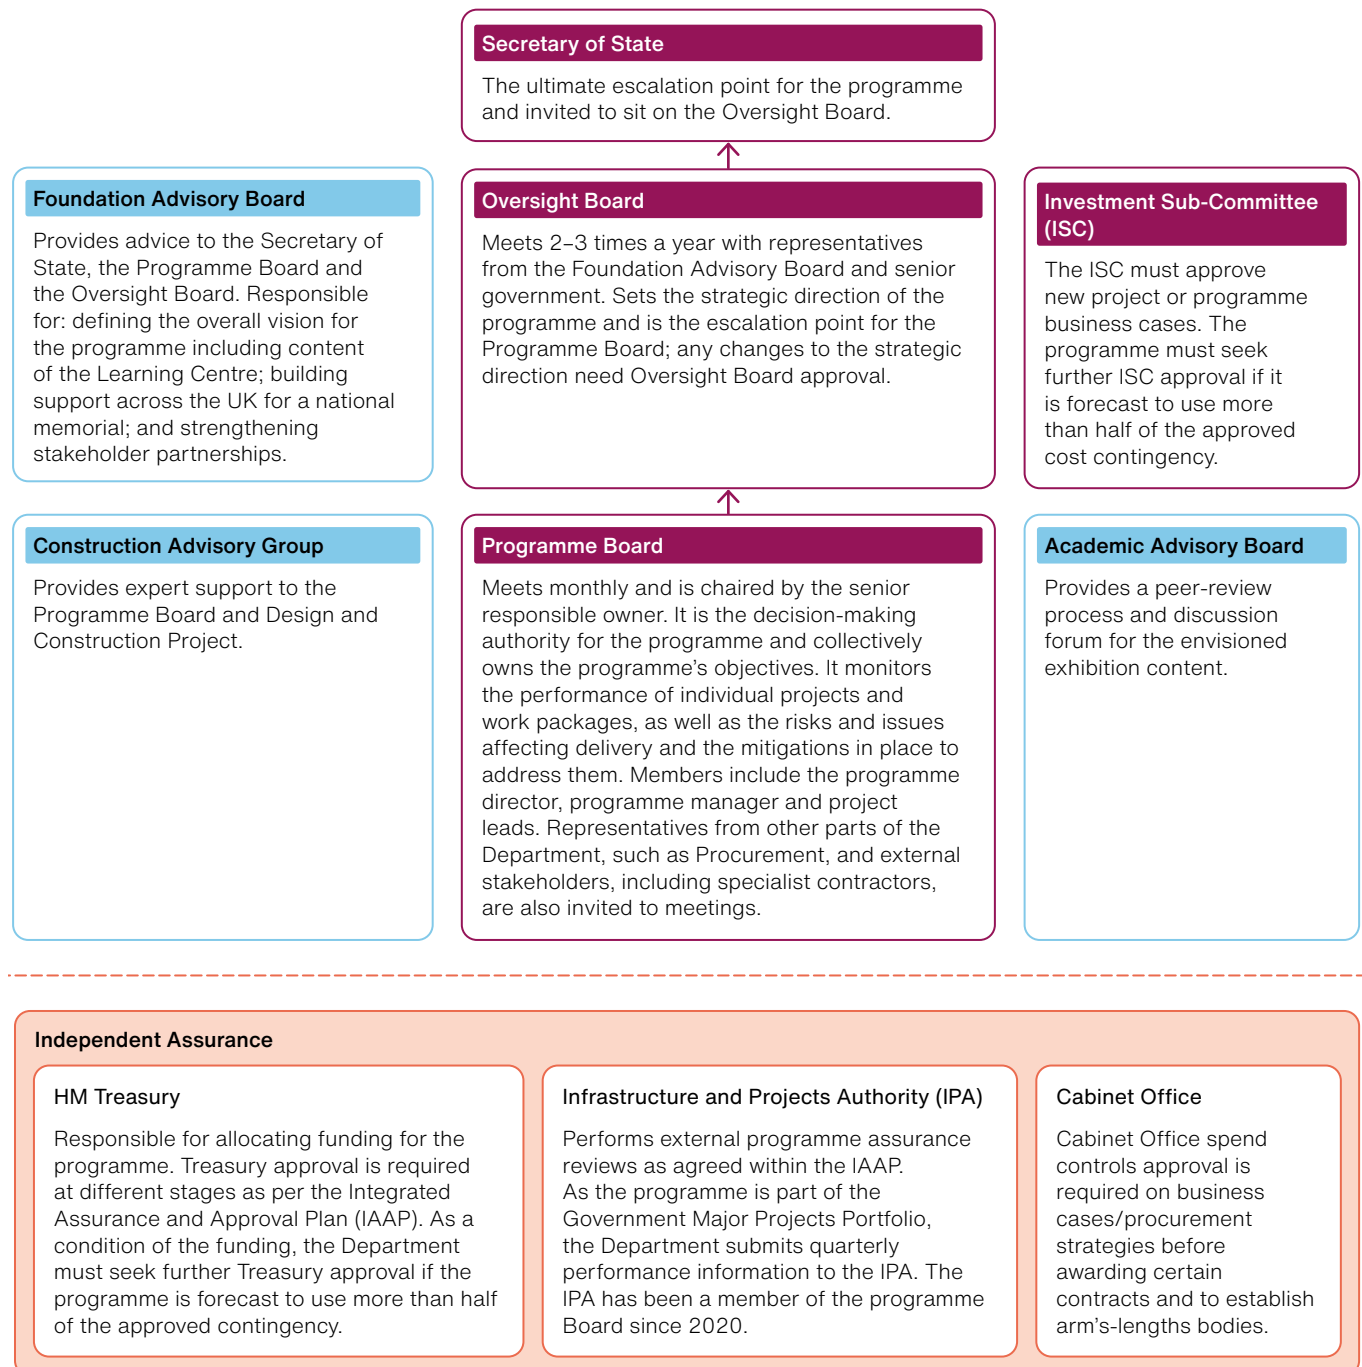 Secretary of State
The ultimate escalation point for the programme
and invited to sit on the Oversight Board.
Foundation Advisory Board
Provides advice to the Secretary of
State, the Programme Board and
the Oversight Board. Responsible
for: defining the overall vision for
the programme including content
of the Learning Centre; building
support across the UK for a national
memorial; and strengthening
stakeholder partnerships.
Oversight Board
Meets 2–3 times a year with representatives
from the Foundation Advisory Board and senior
government. Sets the strategic direction of the
programme and is the escalation point for the
Programme Board; any changes to the strategic
direction need Oversight Board approval.
Investment Sub-Committee
(ISC)
The ISC must approve
new project or programme
business cases. The
programme must seek
further ISC approval if it
is forecast to use more
than half of the approved
cost contingency.
Construction Advisory Group
Provides expert support to the
Programme Board and Design and
Construction Project.
Programme Board
Meets monthly and is chaired by the senior
responsible owner. It is the decision-making
authority for the programme and collectively
owns the programme’s objectives. It monitors
the performance of individual projects and
work packages, as well as the risks and issues
affecting delivery and the mitigations in place to
address them. Members include the programme
director, programme manager and project
leads. Representatives from other parts of the
Department, such as Procurement, and external
stakeholders, including specialist contractors,
are also invited to meetings.
Academic Advisory Board
Provides a peer-review
process and discussion
forum for the envisioned
exhibition content.
Independent Assurance
HM Treasury
Responsible for allocating funding for the
programme. Treasury approval is required
at different stages as per the Integrated
Assurance and Approval Plan (IAAP). As a
condition of the funding, the Department
must seek further Treasury approval if the
programme is forecast to use more than half
of the approved contingency.
Infrastructure and Projects Authority (IPA)
Performs external programme assurance
reviews as agreed within the IAAP.
As the programme is part of the
Government Major Projects Portfolio,
the Department submits quarterly
performance information to the IPA. The
IPA has been a member of the programme
Board since 2020.
Cabinet Office
Cabinet Office spend
controls approval is
required on business
cases/procurement
strategies before
awarding certain
contracts and to establish
arm’s-lengths bodies.